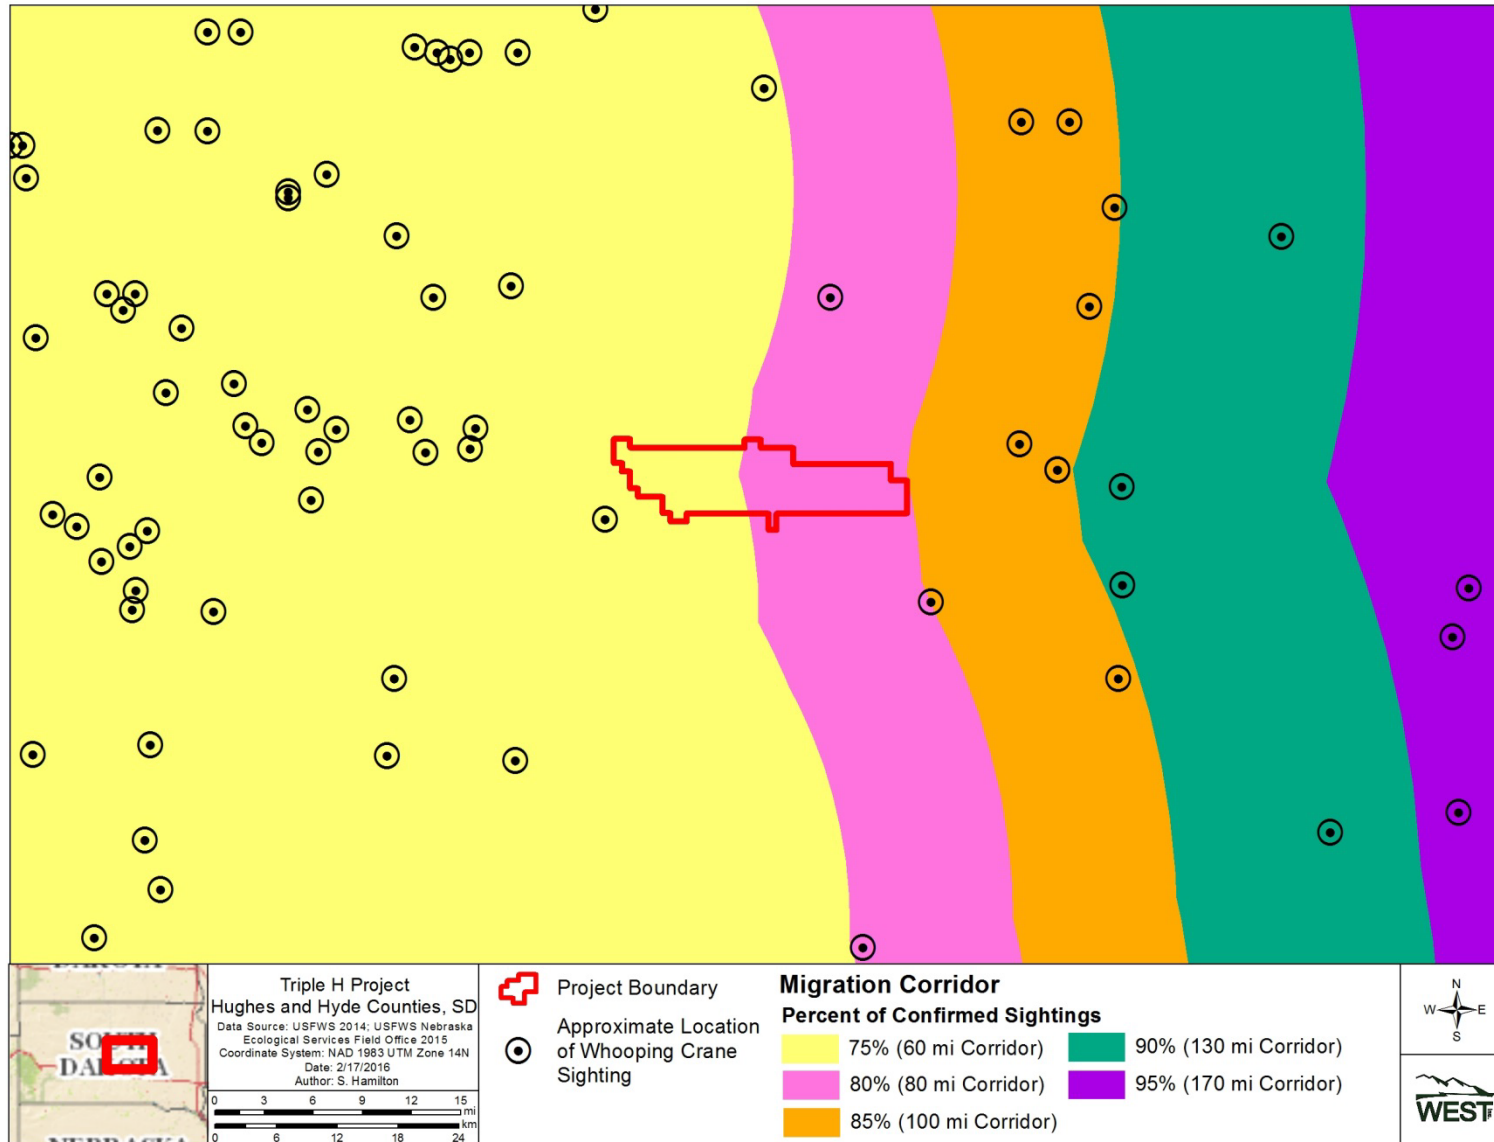 DAKOTA
SOUTH
DAKOTA
NEBRASKA
Triple H Project
Hughes and Hyde Counties, SD
Data Source: USFWS 2014; USFWS Nebraska
Ecological Services Field Office 2015
Coordinate System: NAD 1983 UTM Zone 14N
Date: 2/17/2016
Author: S. Hamilton
0 3 6 9 12 15
mi
km
0 6 12 18 24
Project Boundary
Approximate Location
of Whooping Crane
Sighting
Migration Corridor
Percent of Confirmed Sightings
75% (60 mi Corridor)
80% (80 mi Corridor)
85% (100 mi Corridor)
90% (130 mi Corridor)
95% (170 mi Corridor)
N
W E
S
WEST